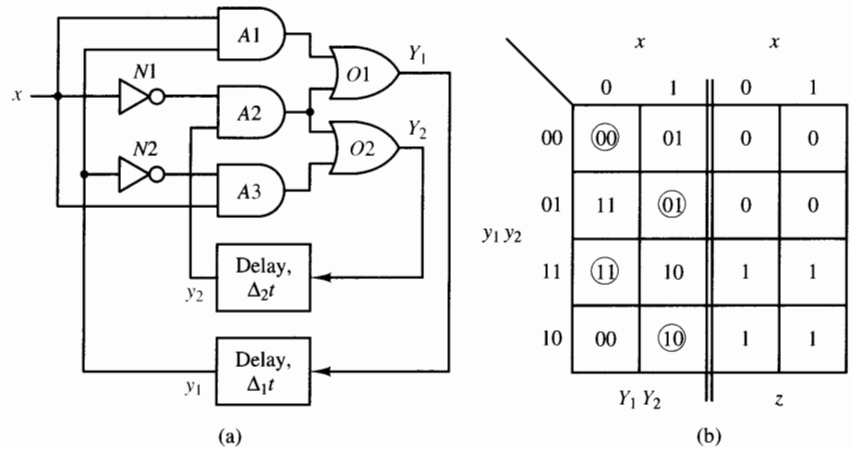 A1
Y₁
N1
O1
x
A2
Y₂
N2
O2
A3
Delay,
Δ₂t
y₂
Delay,
Δ₁t
y₁
(a)
x x
0 1 0 1
00 00 01 0 0
01 11 01 0 0
y₁ y₂
11 11 10 1 1
10 00 10 1 1
Y₁ Y₂ z
(b)